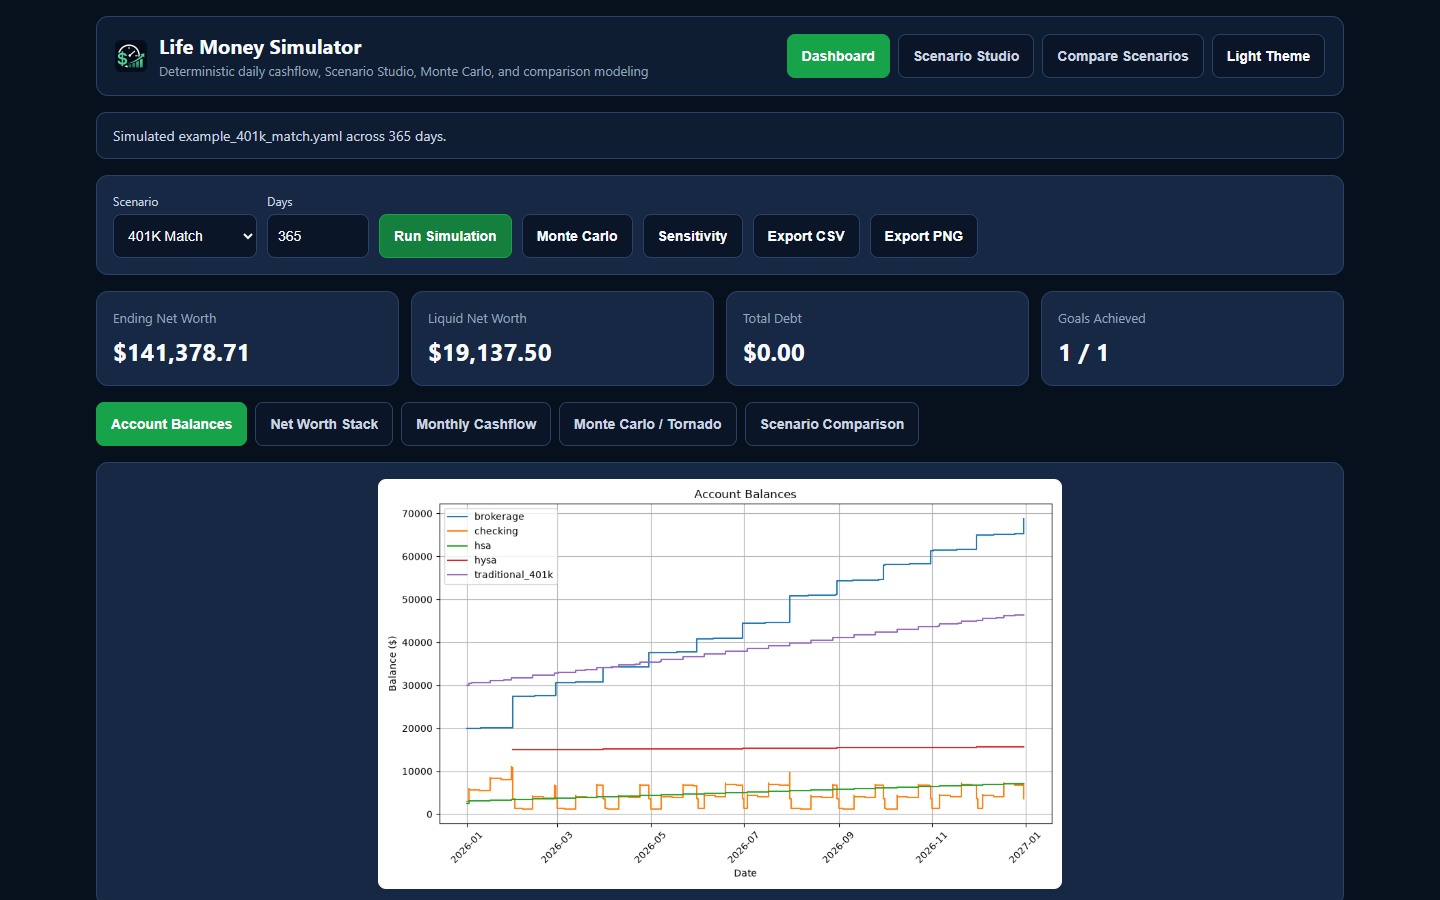 Life Money Simulator
Deterministic daily cashflow, Scenario Studio, Monte Carlo, and comparison modeling
Dashboard
Scenario Studio
Compare Scenarios
Light Theme
Simulated example_401k_match.yaml across 365 days.
Scenario
Days
401K Match
365
Run Simulation
Monte Carlo
Sensitivity
Export CSV
Export PNG
Ending Net Worth
$141,378.71
Liquid Net Worth
$19,137.50
Total Debt
$0.00
Goals Achieved
1 / 1
Account Balances
Net Worth Stack
Monthly Cashflow
Monte Carlo / Tornado
Scenario Comparison
Account Balances
brokerage
checking
hsa
hysa
traditional_401k
Balance ($)
70000
60000
50000
40000
30000
20000
10000
0
2026-01
2026-03
2026-05
2026-07
2026-09
2026-11
2027-01
Date